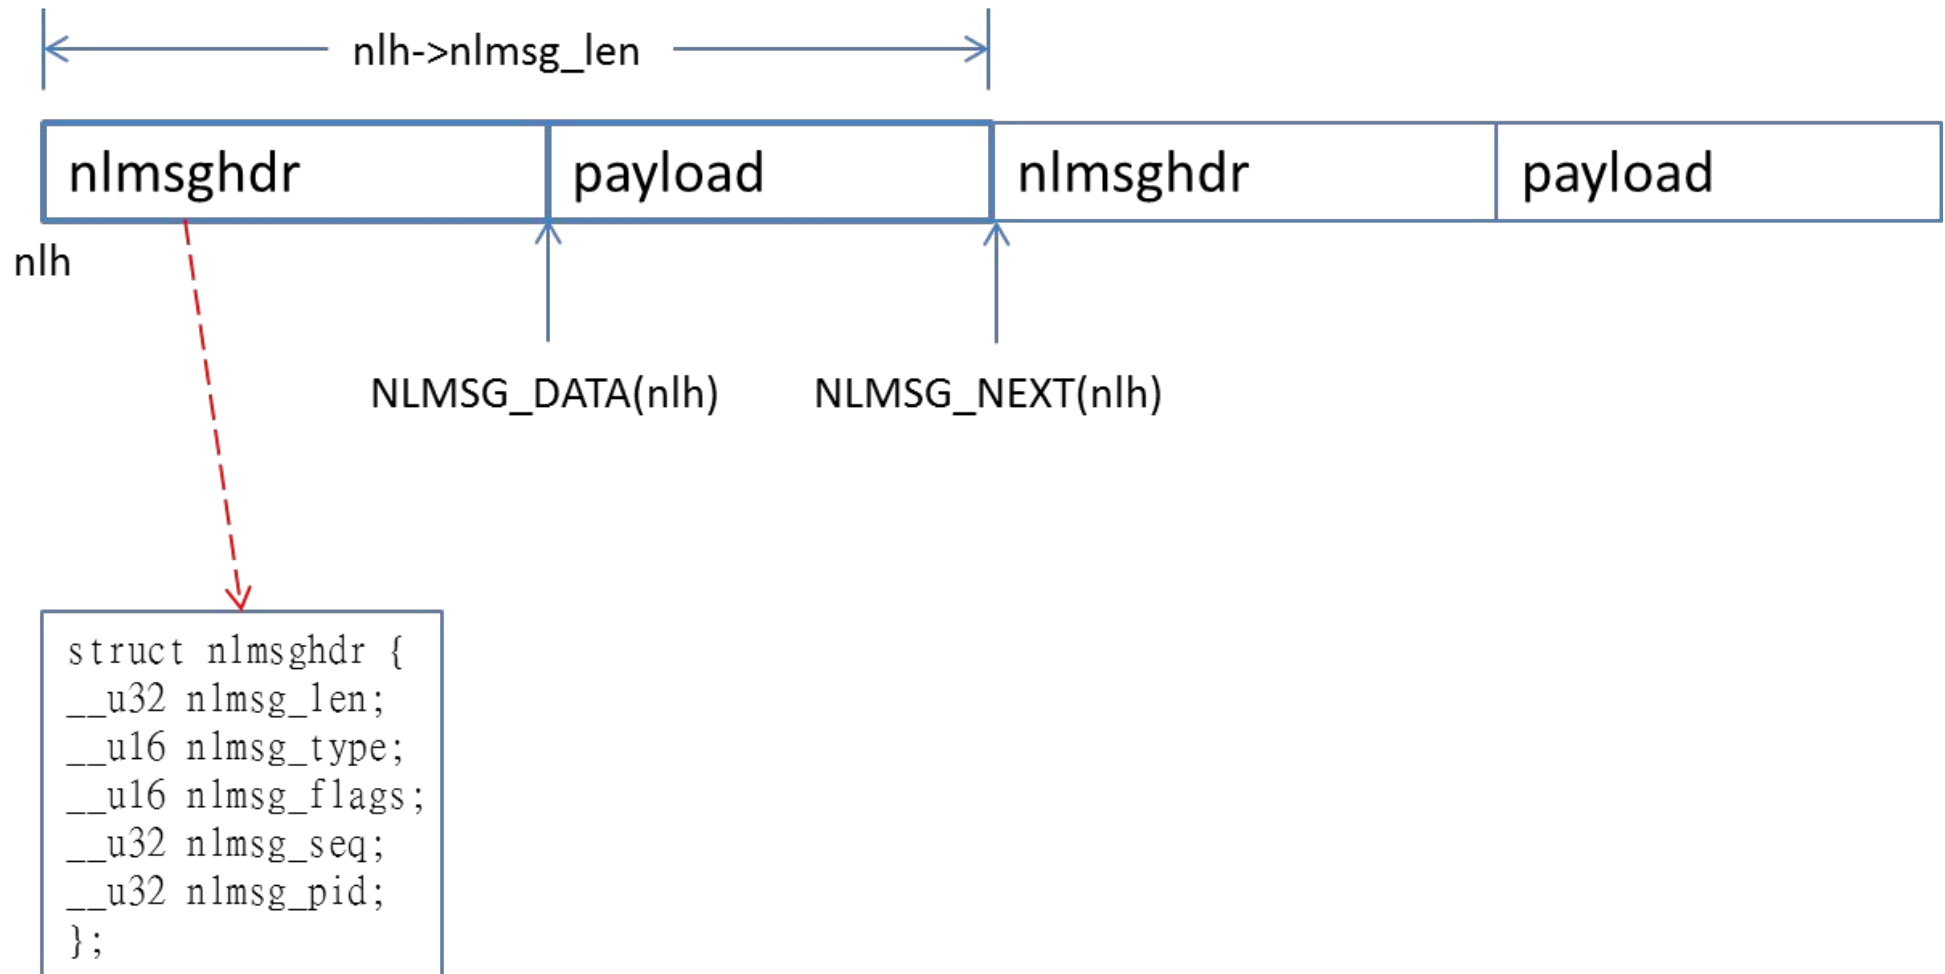 nlh->nlmsg_len
nlmsghdr payload nlmsghdr payload
nlh
NLMSG_DATA(nlh) NLMSG_NEXT(nlh)
struct nlmsghdr {
__u32 nlmsg_len;
__u16 nlmsg_type;
__u16 nlmsg_flags;
__u32 nlmsg_seq;
__u32 nlmsg_pid;
};